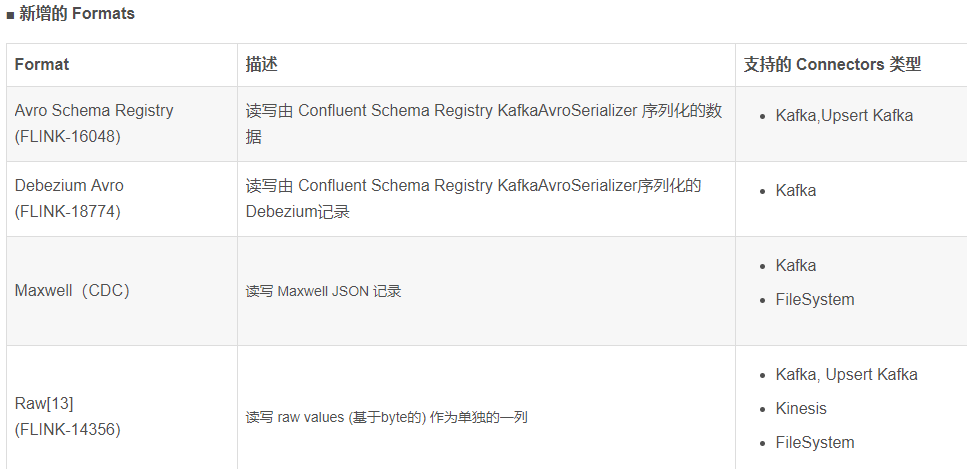 ■ 新增的 Formats
Format
描述
支持的 Connectors 类型
Avro Schema Registry
(FLINK-16048)
读写由 Confluent Schema Registry KafkaAvroSerializer 序列化的数
据
• Kafka,Upsert Kafka
Debezium Avro
(FLINK-18774)
读写由 Confluent Schema Registry KafkaAvroSerializer序列化的
Debezium记录
• Kafka
Maxwell（CDC）
读写 Maxwell JSON 记录
• Kafka
• FileSystem
Raw[13]
(FLINK-14356)
读写 raw values (基于byte的) 作为单独的一列
• Kafka, Upsert Kafka
• Kinesis
• FileSystem